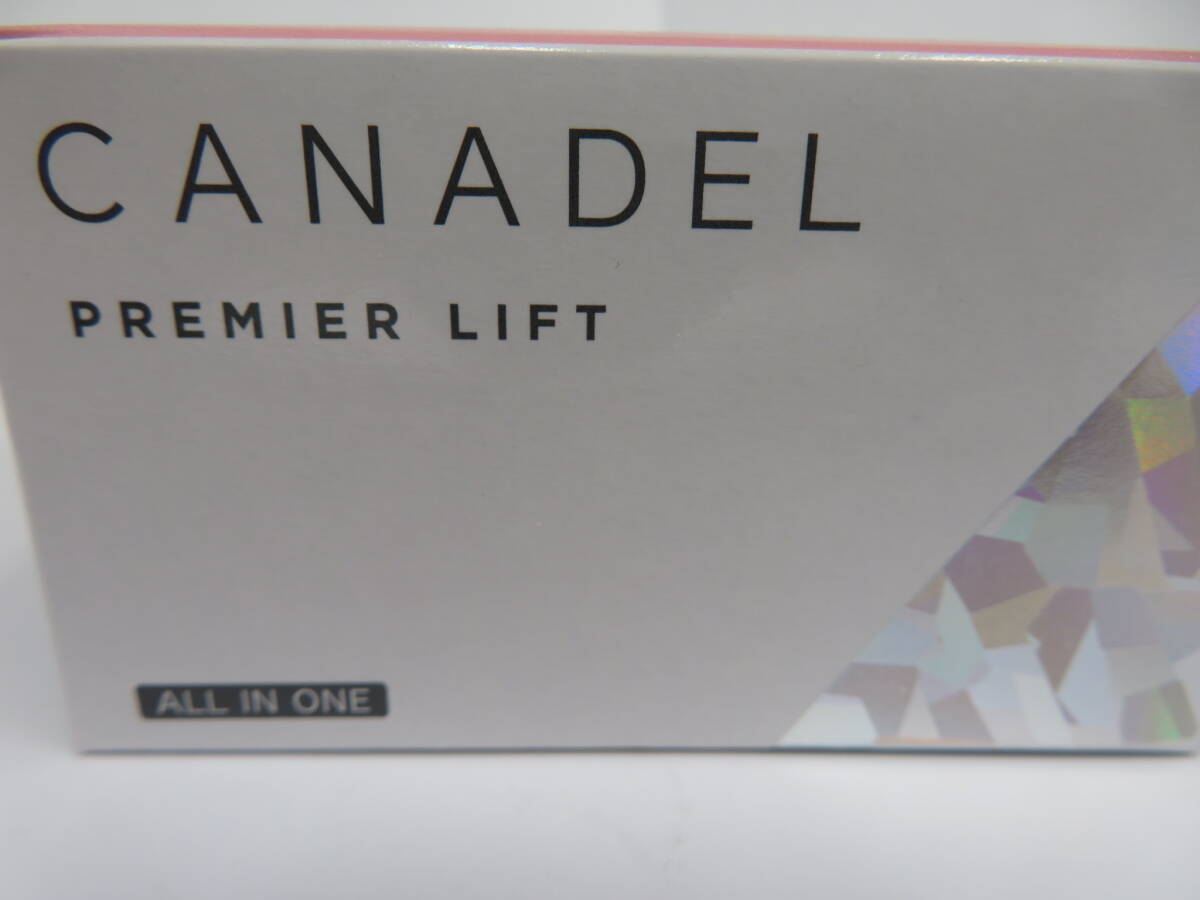 CANADEL
PREMIER LIFT
ALL IN ONE